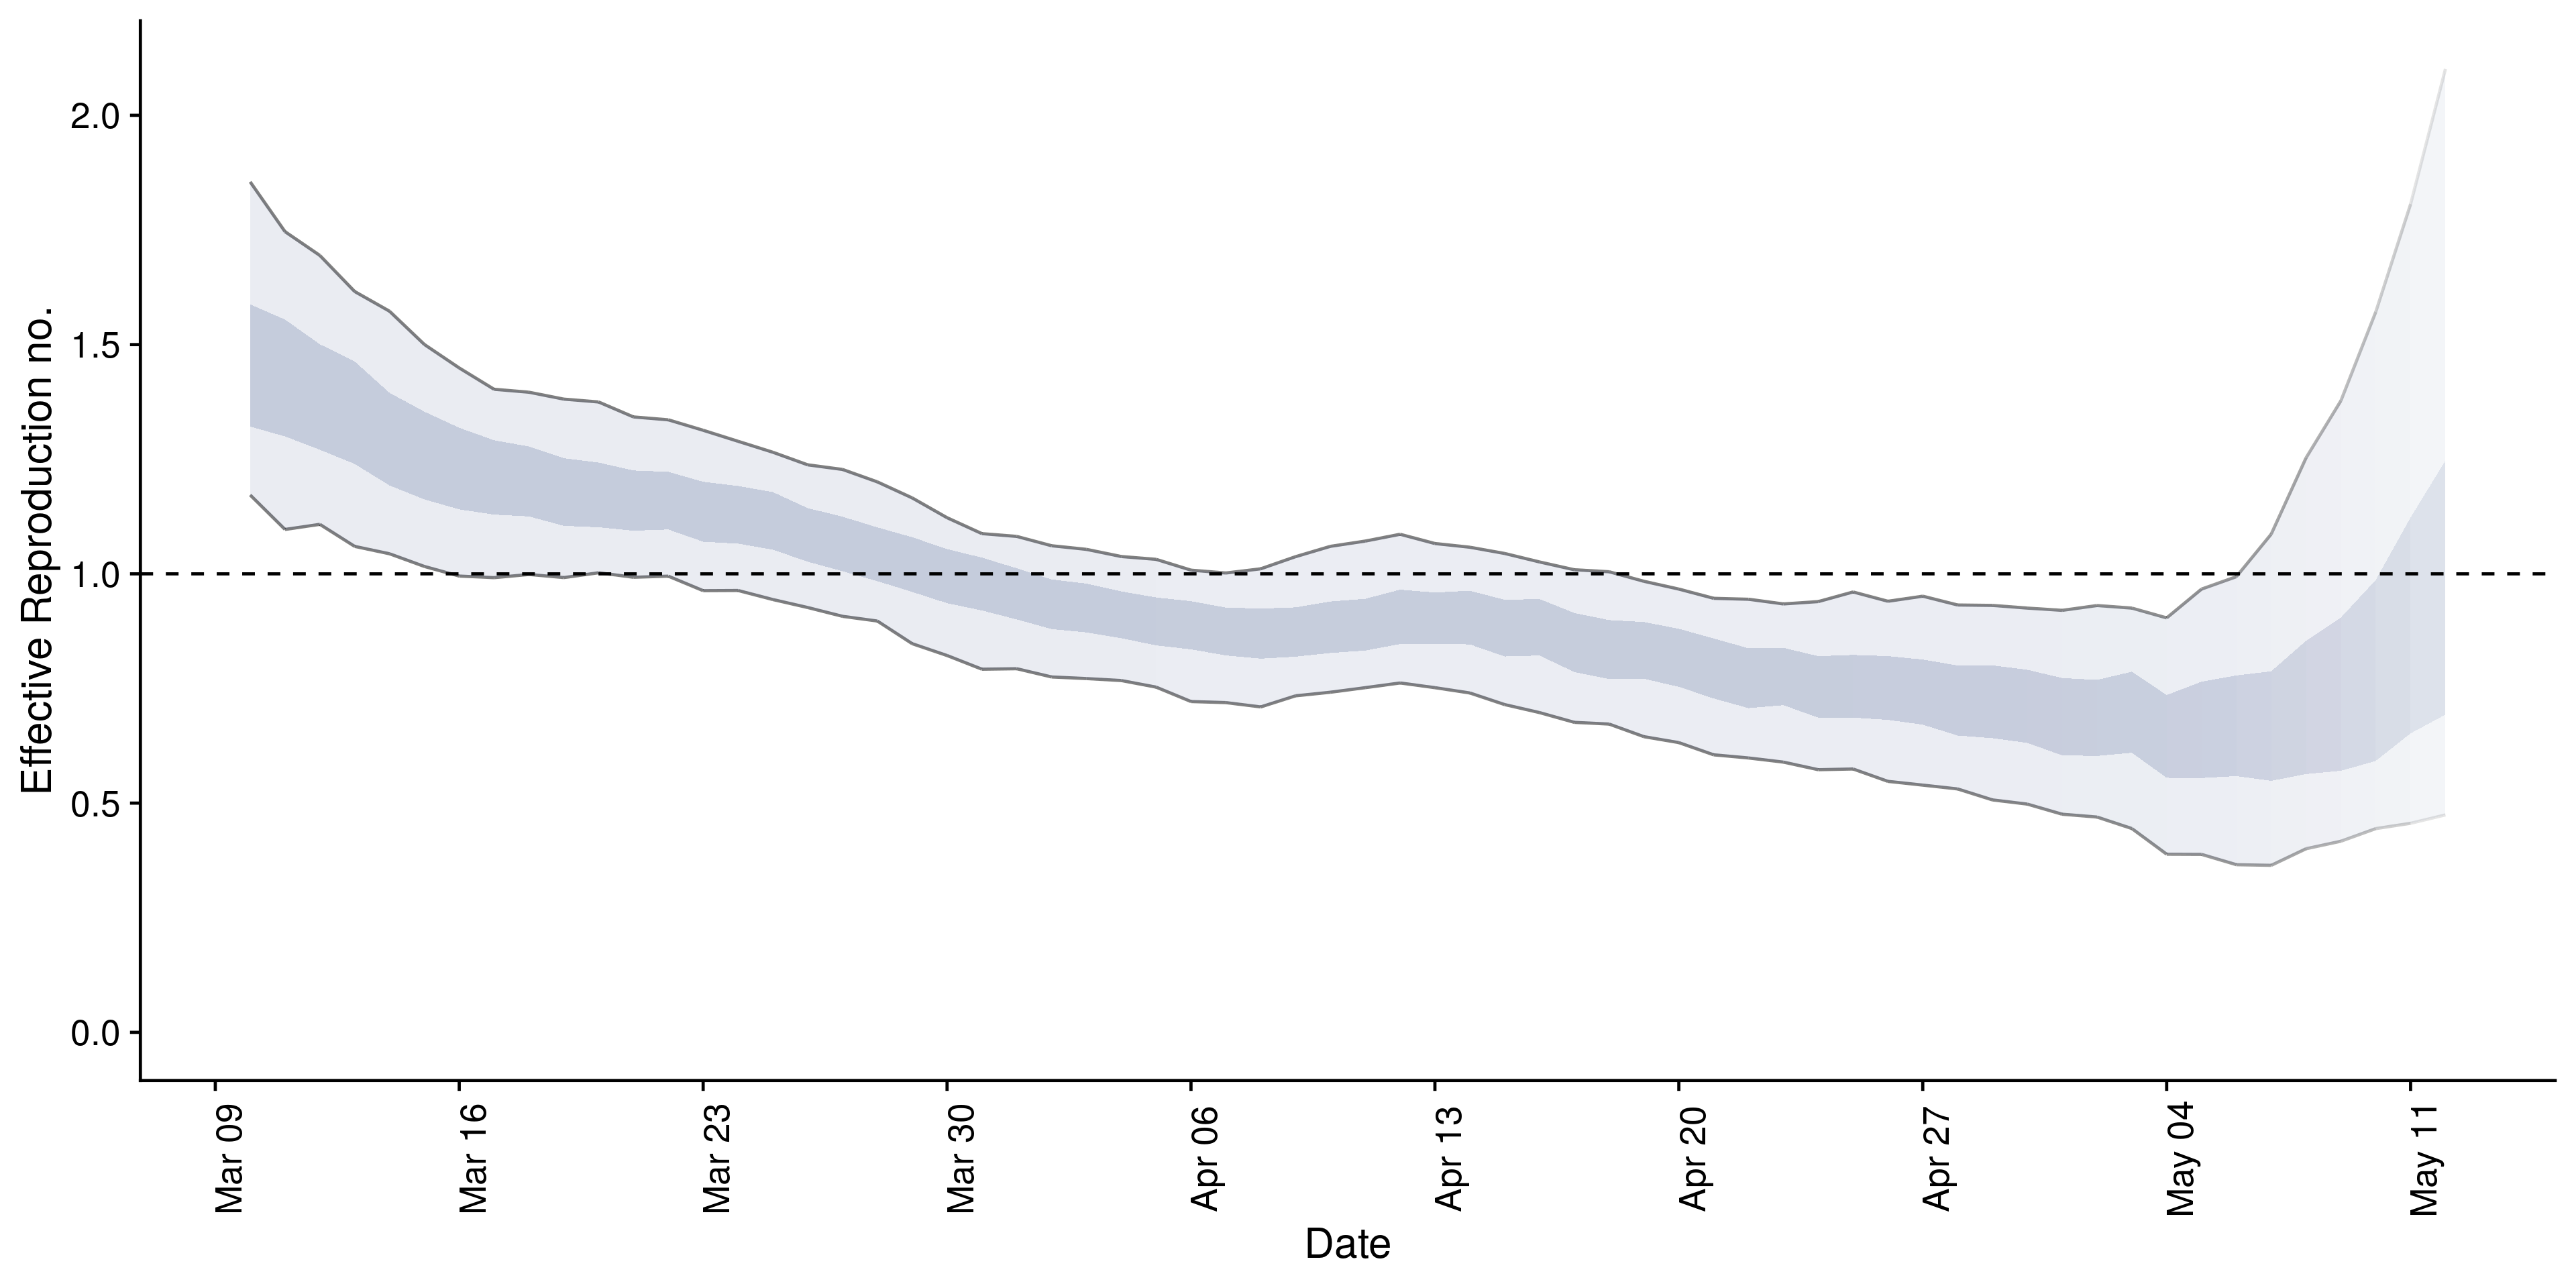 Effective Reproduction no.
2.0
1.5
1.0
0.5
0.0
Mar 09
Mar 16
Mar 23
Mar 30
Apr 06
Apr 13
Apr 20
Apr 27
May 04
May 11
Date